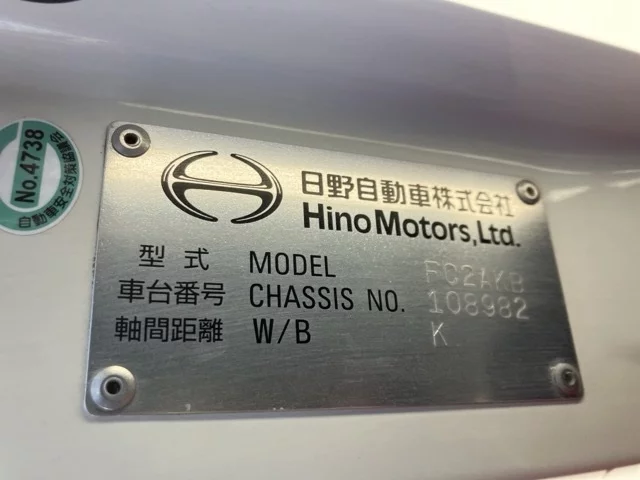 日野自動車株式会社
Hino Motors, Ltd.
型式 MODEL FC2AKB
車台番号 CHASSIS NO. 108982
軸間距離 W/B K
No.4738